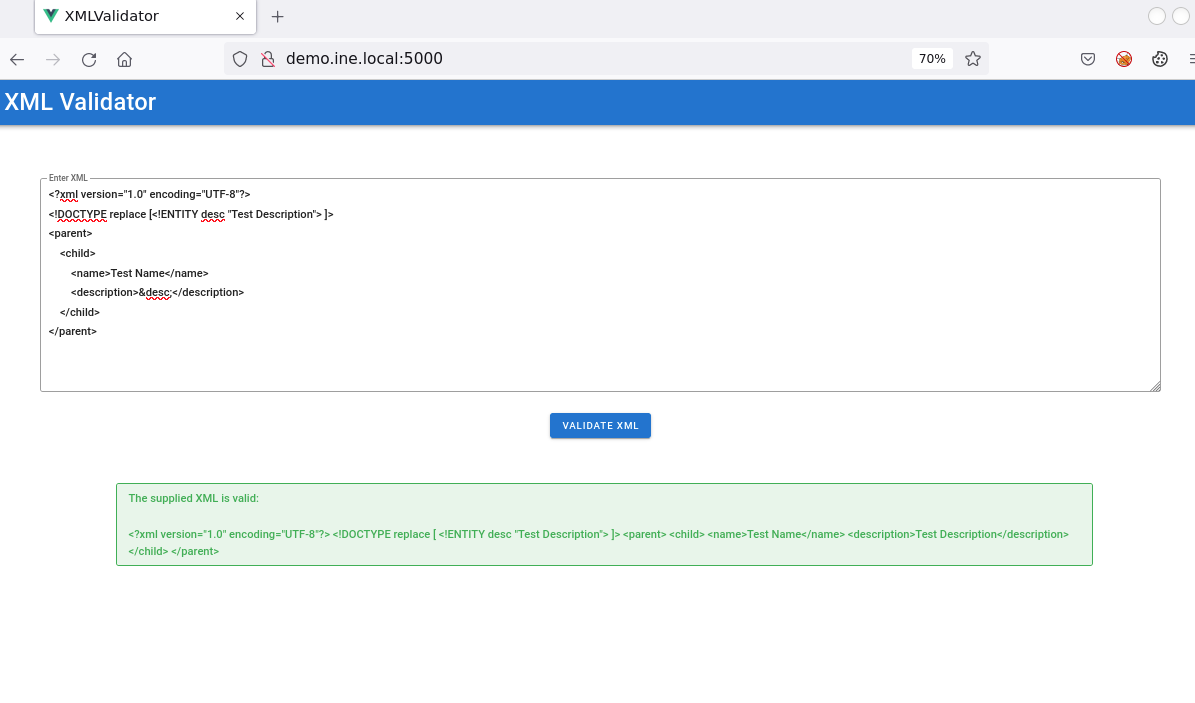 XMLValidator
demo.ine.local:5000
70%
XML Validator
Enter XML
<?xml version="1.0" encoding="UTF-8"?>
<!DOCTYPE replace [<!ENTITY desc "Test Description"> ]>
<parent>
    <child>
        <name>Test Name</name>
        <description>&desc;</description>
    </child>
</parent>
VALIDATE XML
The supplied XML is valid:
<?xml version="1.0" encoding="UTF-8"?> <!DOCTYPE replace [ <!ENTITY desc "Test Description"> ]> <parent> <child> <name>Test Name</name> <description>Test Description</description>
</child> </parent>